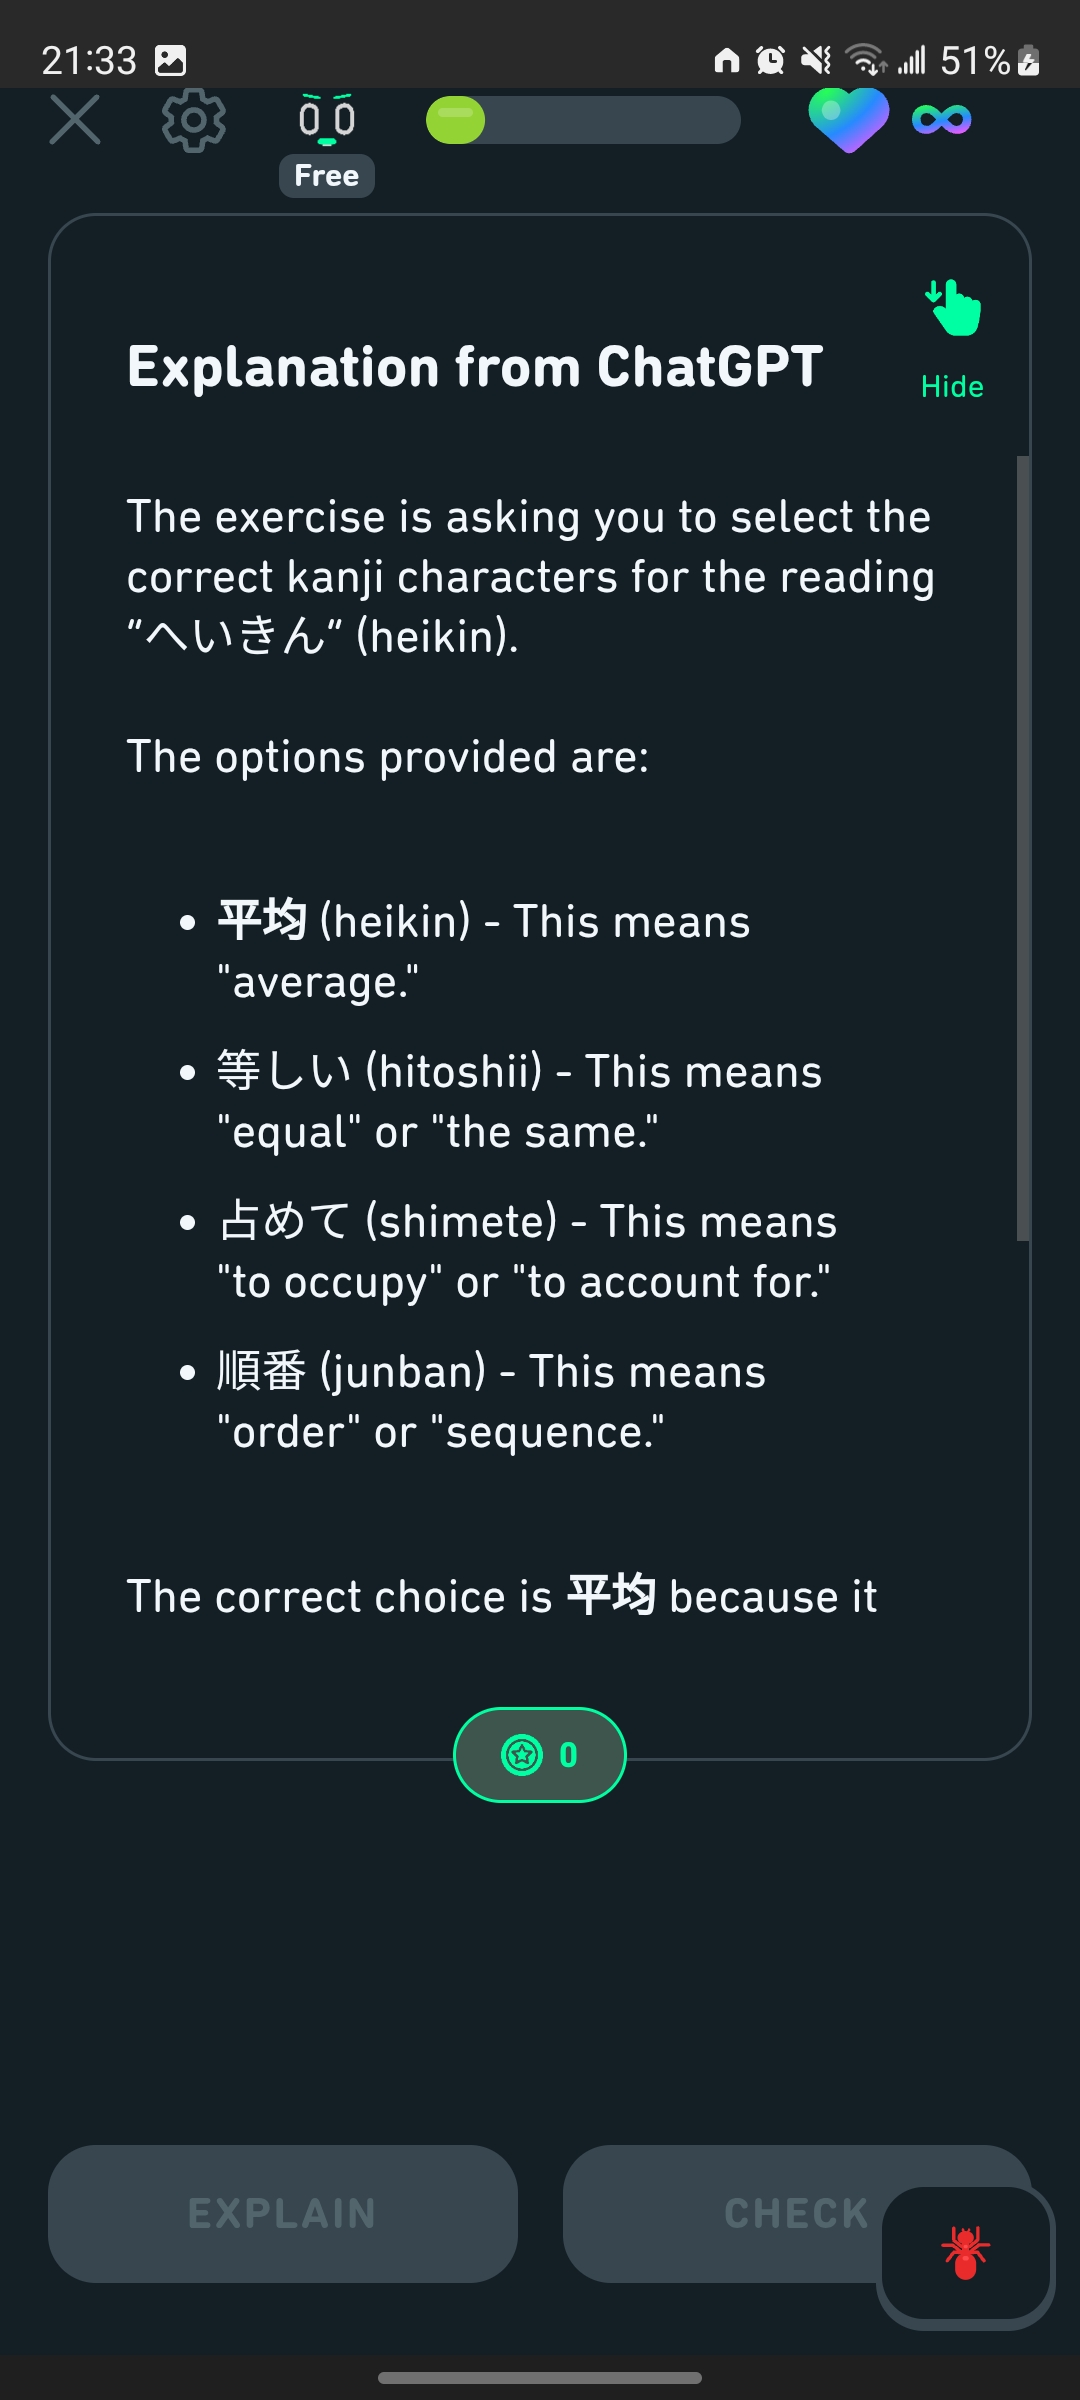 21:33
51%
Free
Explanation from ChatGPT
Hide
The exercise is asking you to select the
correct kanji characters for the reading
“へいきん” (heikin).
The options provided are:
• 平均 (heikin) - This means
"average."
• 等しい (hitoshii) - This means
"equal" or "the same."
• 占めて (shimete) - This means
"to occupy" or "to account for."
• 順番 (junban) - This means
"order" or "sequence."
The correct choice is 平均 because it
0
EXPLAIN
CHECK